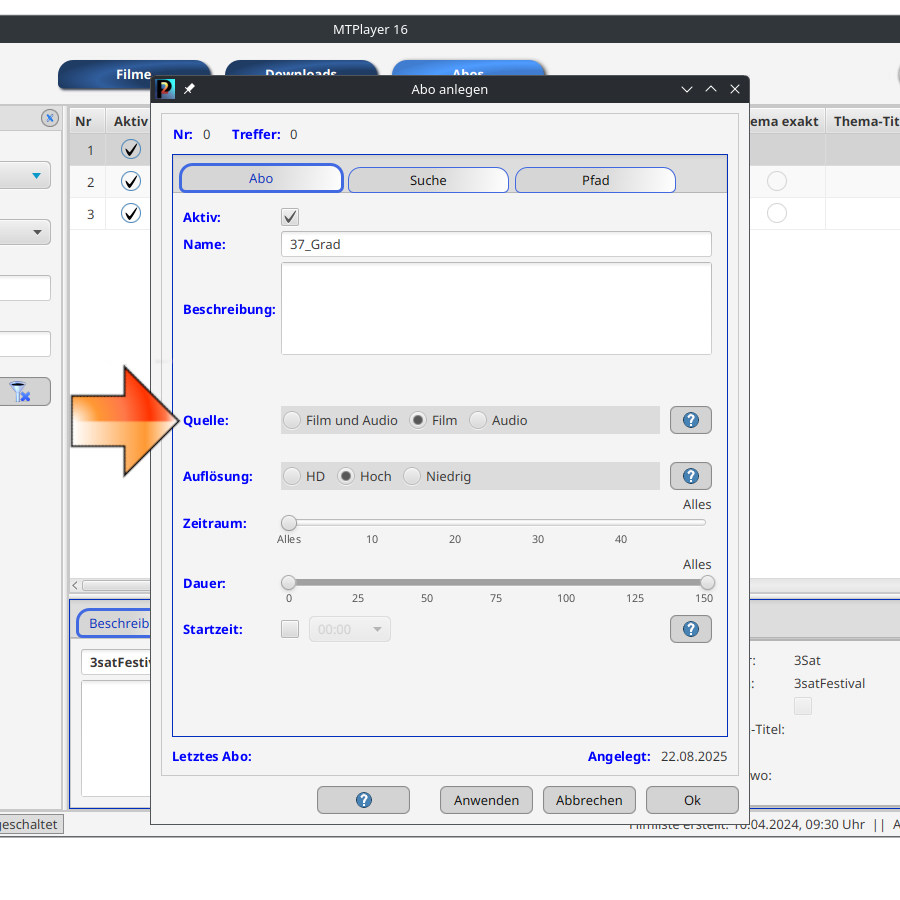 MTPlayer 16
Filme Downloads Abos
Abo anlegen
Nr Aktiv ema exakt Thema-Tit
1
2
3
Nr: 0 Treffer: 0
Abo Suche Pfad
Aktiv:
Name: 37_Grad
Beschreibung:
Quelle: Film und Audio Film Audio ?
Auflösung: HD Hoch Niedrig ?
Alles
Zeitraum:
Alles 10 20 30 40
Alles
Dauer:
0 25 50 75 100 125 150
Startzeit: 00:00 ?
Beschreib
3satFestiv
r: 3Sat
: 3satFestival
-Titel:
wo:
Letztes Abo: Angelegt: 22.08.2025
? Anwenden Abbrechen Ok
geschaltet Filmliste erstellt: 10.04.2024, 09:30 Uhr || A